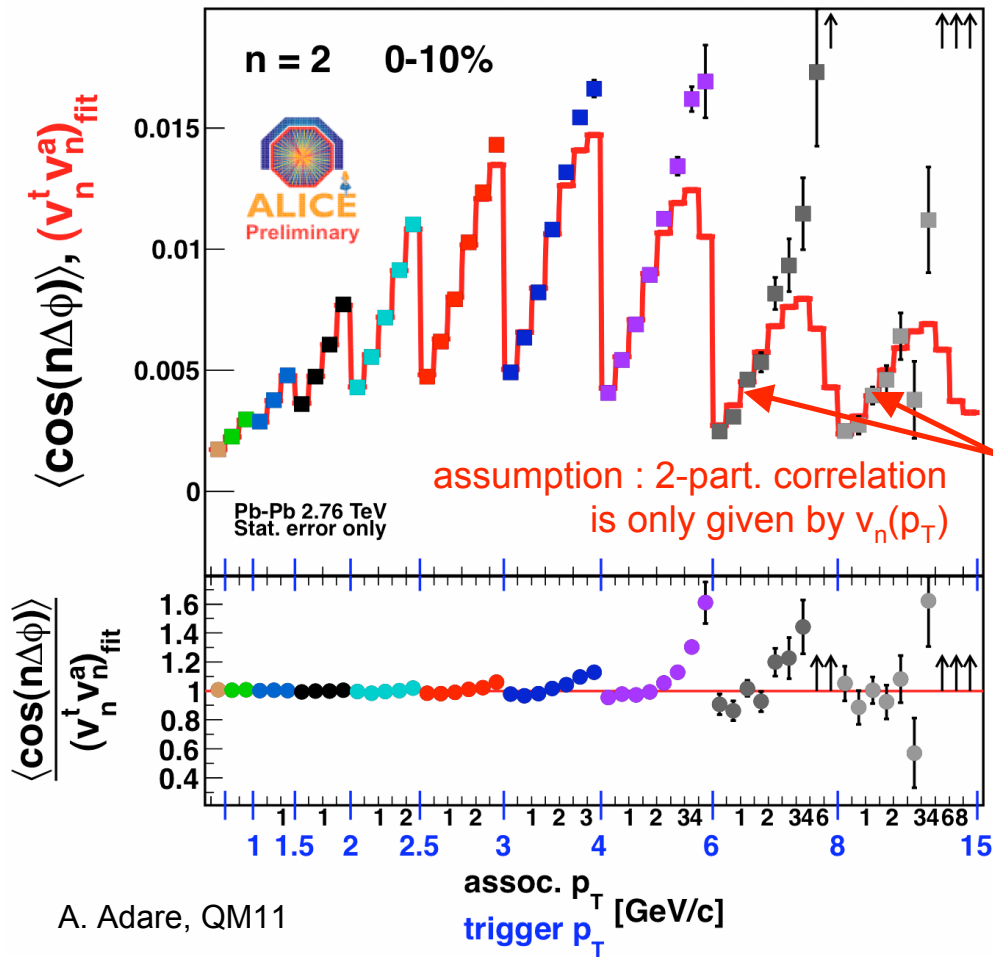 n = 2 0-10%
ALICE
Preliminary
⟨cos(nΔϕ)⟩, (v_n^t v_n^a)_fit
0.015
0.01
0.005
0
assumption : 2-part. correlation
is only given by v_n(p_T)
Pb-Pb 2.76 TeV
Stat. error only
⟨cos(nΔϕ)⟩
(v_n^t v_n^a)_fit
1.6
1.4
1.2
1
0.8
0.6
0.4
1 1 1 2 1 2 1 2 3 1 2 34 1 2 346 1 2 3468
1 1.5 2 2.5 3 4 6 8 15
assoc. p_T [GeV/c]
trigger p_T
A. Adare, QM11